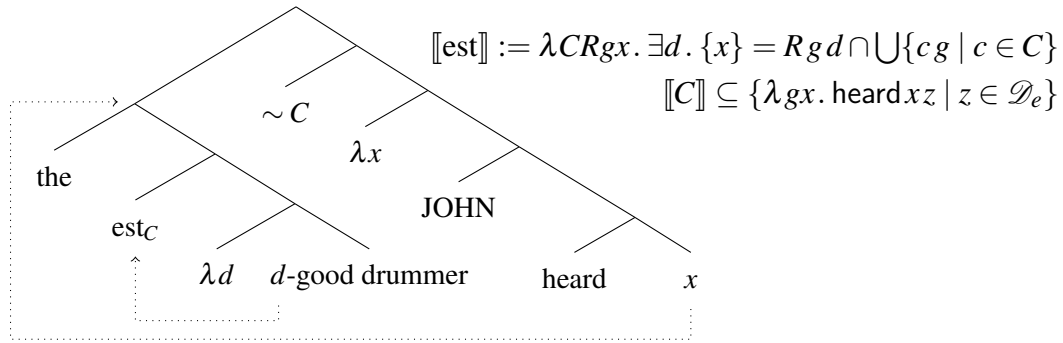 ⟦est⟧ := λCRgx. ∃d. {x} = R g d ∩ ⋃{c g | c ∈ C}
⟦C⟧ ⊆ {λgx. heard x z | z ∈ 𝒟ₑ}
∼ C
λx
the
JOHN
est_C
λd d-good drummer heard x